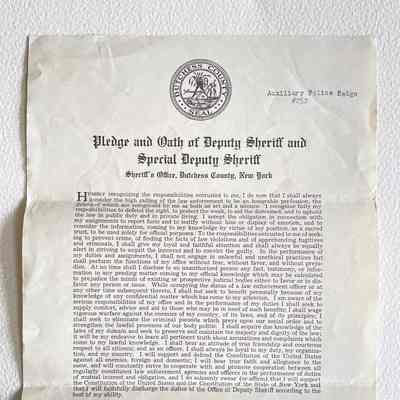 DUTCHESS COUNTY
SEAL
Auxiliary Police Badge
#252
Pledge and Oath of Deputy Sheriff and
Special Deputy Sheriff
Sheriff's Office, Dutchess County, New York
Humbly recognizing the responsibilities entrusted to me, I do vow that I shall always
consider the high calling of the law enforcement to be an honorable profession, the
duties of which are recognized by me as both an art and a science. I recognize fully my
responsibilities to defend the right, to protect the weak, to aid the distressed, and to uphold
the law in public duty and in private living. I accept the obligation in connection with
my assignments to report facts and to testify without bias or display of emotion, and to
consider the information, coming to my knowledge by virtue of my position, as a sacred
trust, to be used solely for official purposes. To the responsibilities entrusted to me of seek-
ing to prevent crime, of finding the facts of law violations and of apprehending fugitives
and criminals, I shall give my loyal and faithful attention and shall always be equally
alert in striving to acquit the innocent and to convict the guilty. In the performance of
my duties and assignments, I shall not engage in unlawful and unethical practices but
shall perform the functions of my office without fear, without favor, and without preju-
dice. At no time shall I disclose to an unauthorized person any fact, testimony, or infor-
mation in any pending matter coming to my official knowledge which may be calculated
to prejudice the minds of existing or prospective judicial bodies either to favor or to dis-
favor any person or issue. While occupying the status of a law enforcement officer or at
any other time subsequent thereto, I shall not seek to benefit personally because of my
knowledge of any confidential matter which has come to my attention. I am aware of the
serious responsibilities of my office and in the performance of my duties I shall seek to
supply comfort, advice and aid to those who may be in need of such benefits; I shall wage
vigorous warfare against the enemies of my country, of its laws, and of its principles; I
shall seek to eliminate the criminal persons which prey upon our social order and to
strengthen the lawful processes of our body politic. I shall acquire due knowledge of the
laws of my domain and seek to preserve and maintain the majesty and dignity of the law;
it will be my endeavor to learn all pertinent truth about accusations and complaints which
come to my lawful knowledge. I shall bear an attitude of true friendship and courteous
respect to all citizens; and as an officer, I shall always be loyal to my duty, my organiza-
tion, and my country. I will support and defend the Constitution of the United States
against all enemies, foreign and domestic; I will bear true faith and allegiance to the
same, and will constantly strive to cooperate with and promote cooperation between all
regularly constituted law enforcement agencies and officers in the performance of duties
of mutual interest and obligation, and I do solemnly swear (or affirm) that I will support
the Constitution of the United States and the Constitution of the State of New York and
that I will faithfully discharge the duties of the Office of Deputy Sheriff according to the
best of my ability.